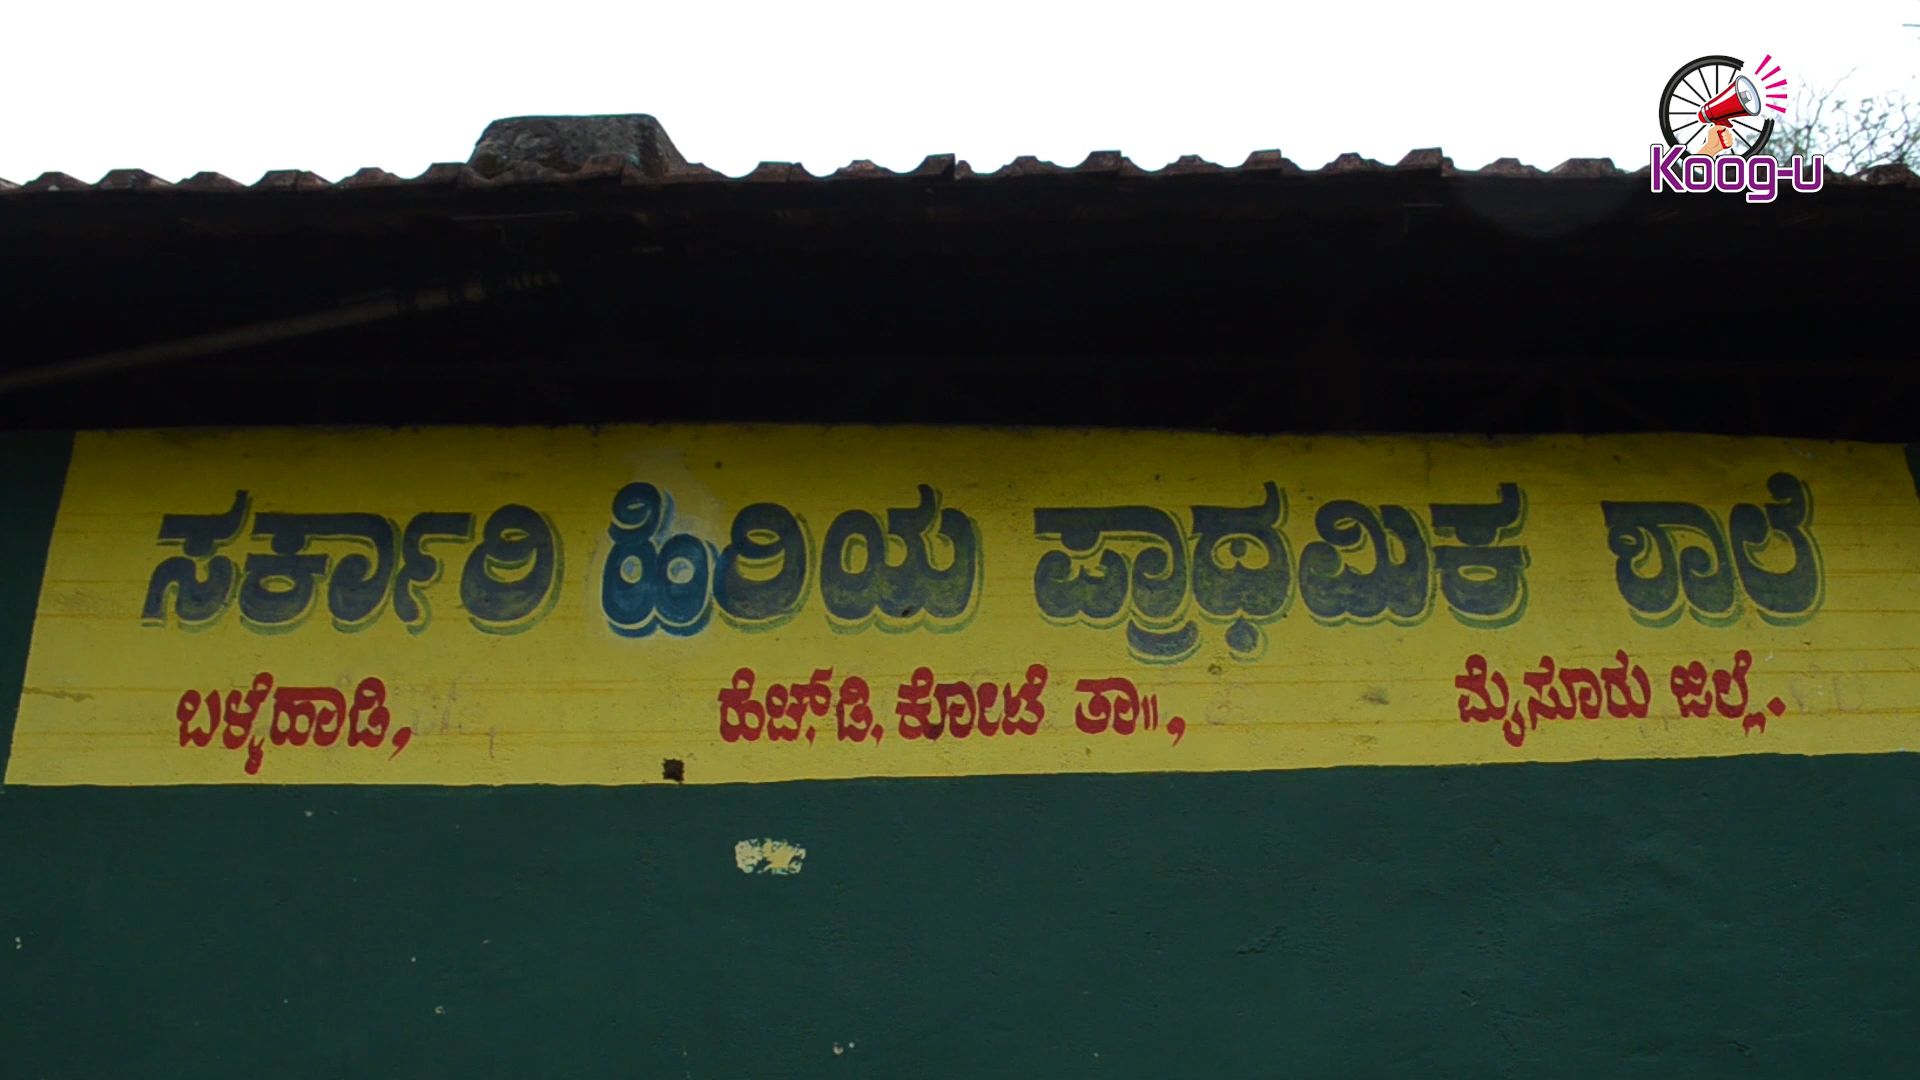 Koog-u
ಸರ್ಕಾರಿ ಹಿರಿಯ ಪ್ರಾಥಮಿಕ ಶಾಲೆ
ಬಳ್ಳೆಹಾಡಿ, ಹೆಚ್.ಡಿ. ಕೋಟೆ ತಾ||, ಮೈಸೂರು ಜಿಲ್ಲೆ.